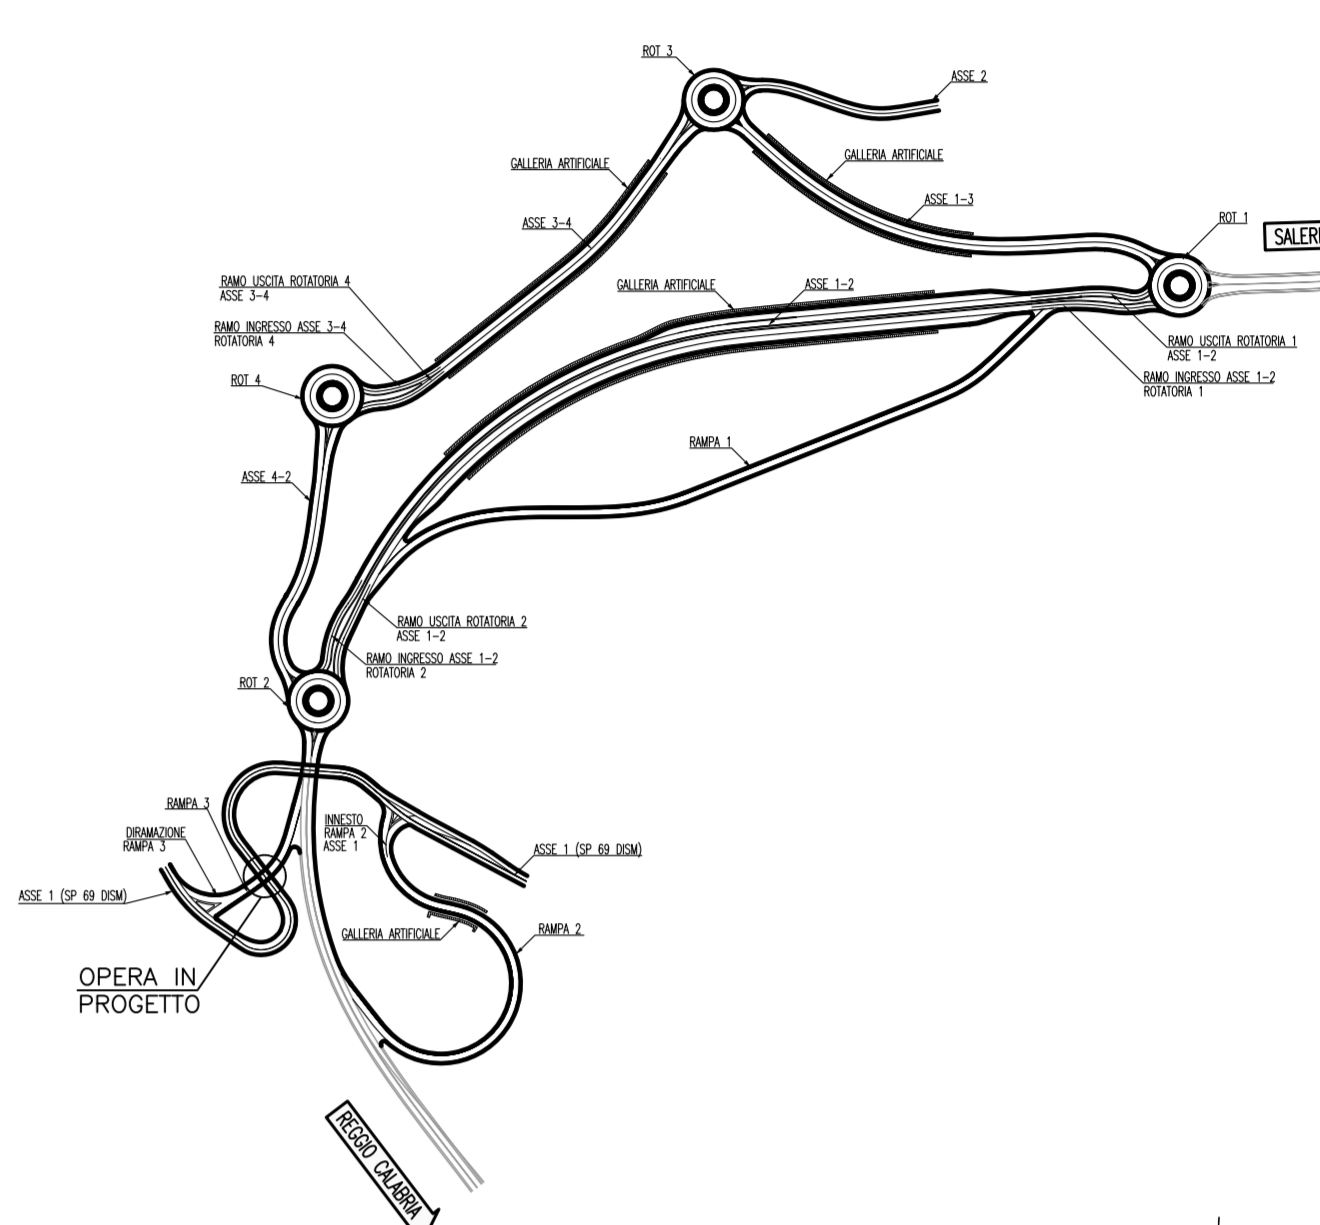 ROT 3
ASSE 2
GALLERIA ARTIFICIALE
GALLERIA ARTIFICIALE
ASSE 1-3
ROT 1
ASSE 3-4
RAMO USCITA ROTATORIA 4
ASSE 3-4
GALLERIA ARTIFICIALE
ASSE 1-2
RAMO INGRESSO ASSE 3-4
ROTATORIA 4
RAMO USCITA ROTATORIA 1
ASSE 1-2
ROT 4
RAMO INGRESSO ASSE 1-2
ROTATORIA 1
RAMPA 1
ASSE 4-2
RAMO USCITA ROTATORIA 2
ASSE 1-2
RAMO INGRESSO ASSE 1-2
ROTATORIA 2
ROT 2
RAMPA 3
DIRAMAZIONE
RAMPA 3
INNESTO
RAMPA 2
ASSE 1
ASSE 1 (SP 69 DISM)
ASSE 1 (SP 69 DISM)
GALLERIA ARTIFICIALE
RAMPA 2
OPERA IN
PROGETTO
REGGIO CALABRIA